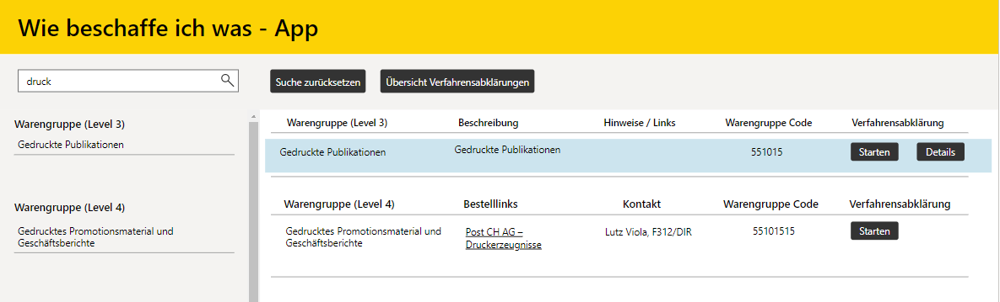 Wie beschaffe ich was - App
druck
Suche zurücksetzen
Übersicht Verfahrensabklärungen
Warengruppe (Level 3)
Gedruckte Publikationen
Warengruppe (Level 4)
Gedrucktes Promotionsmaterial und
Geschäftsberichte
Warengruppe (Level 3) Beschreibung Hinweise / Links Warengruppe Code Verfahrensabklärung
Gedruckte Publikationen Gedruckte Publikationen 551015 Starten Details
Warengruppe (Level 4) Bestelllinks Kontakt Warengruppe Code Verfahrensabklärung
Gedrucktes Promotionsmaterial und Post CH AG – Lutz Viola, F312/DIR 55101515 Starten
Geschäftsberichte Druckerzeugnisse